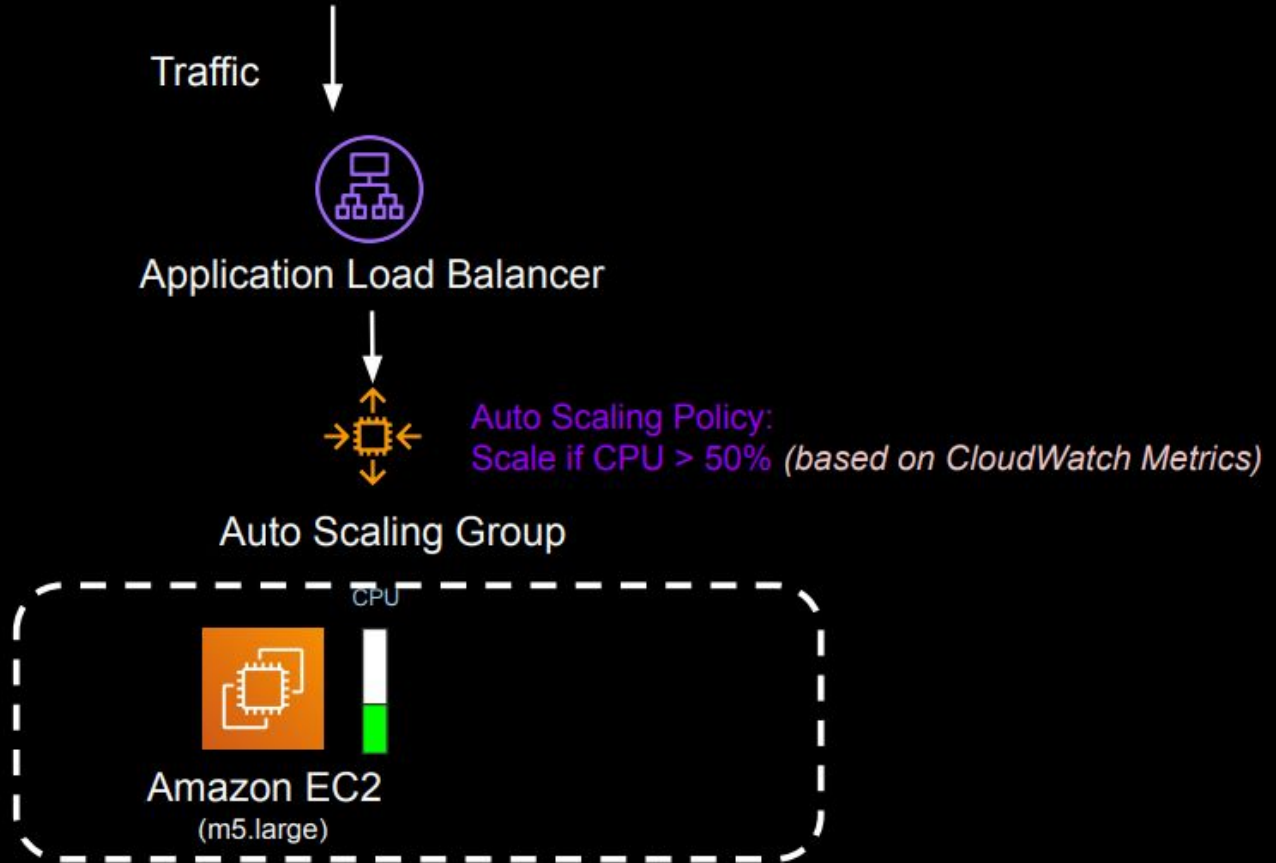 Traffic
Application Load Balancer
Auto Scaling Policy:
Scale if CPU > 50% (based on CloudWatch Metrics)
Auto Scaling Group
CPU
Amazon EC2
(m5.large)